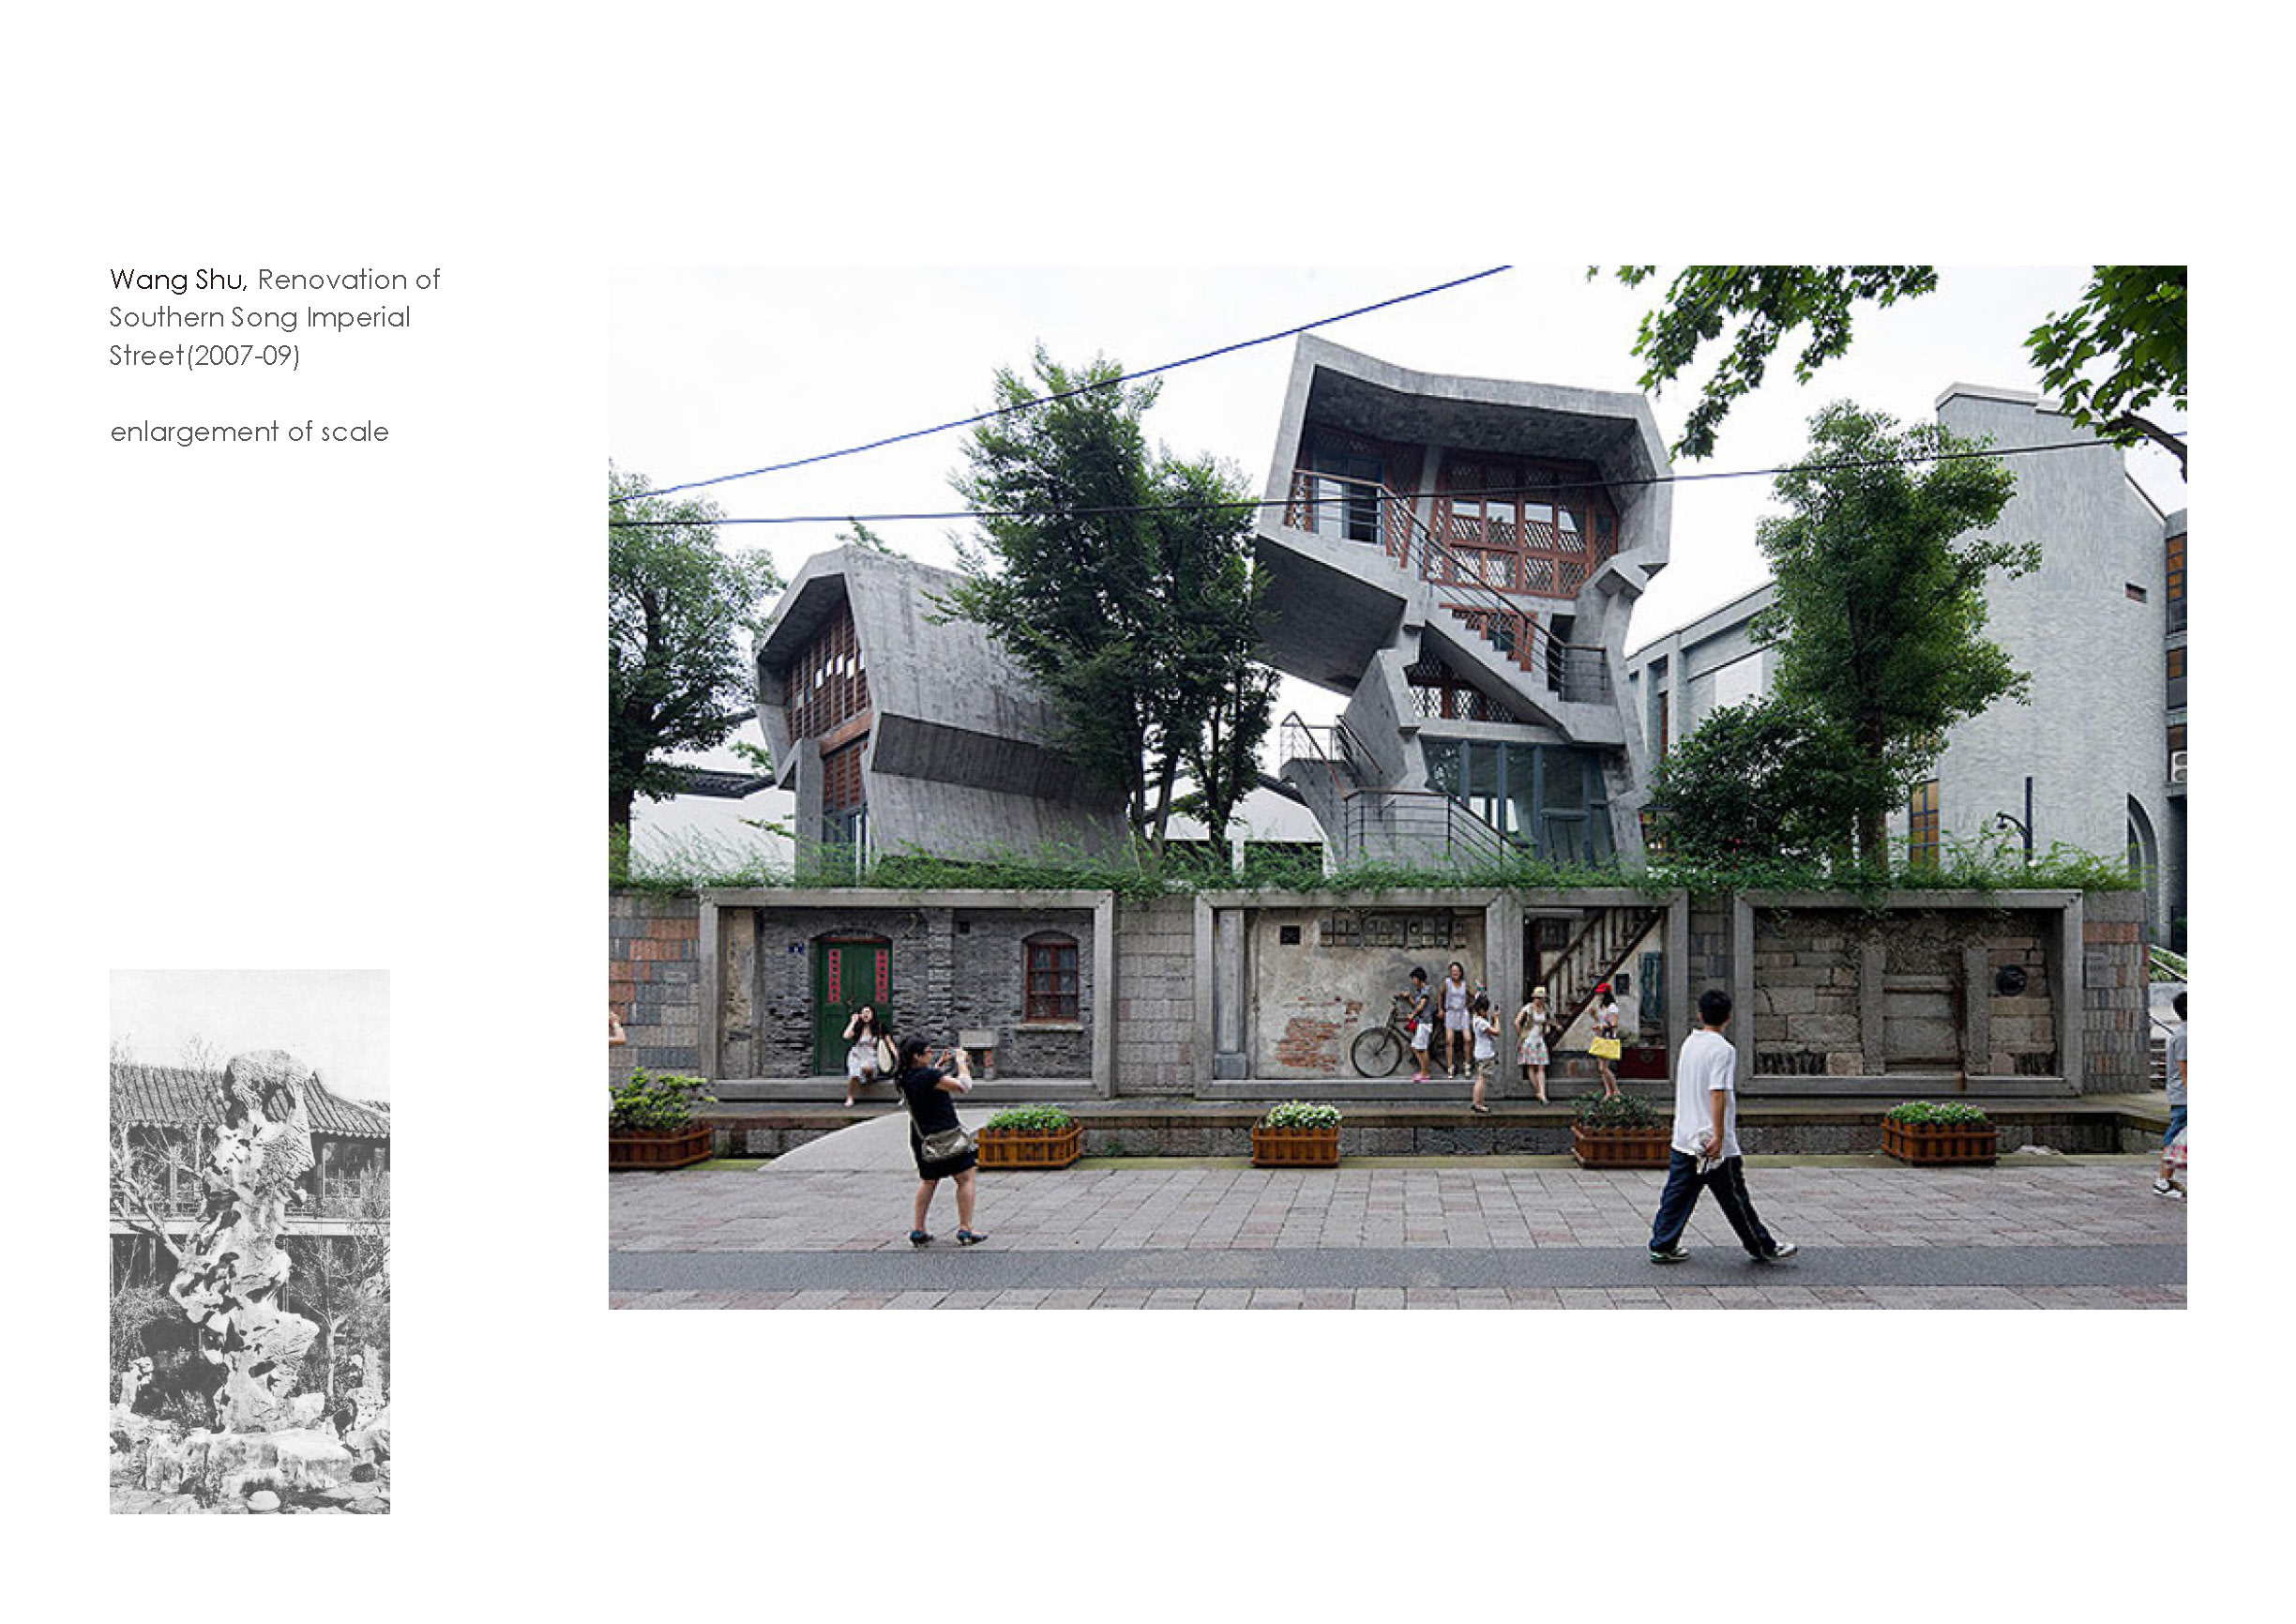 Wang Shu, Renovation of
Southern Song Imperial
Street(2007-09)
enlargement of scale